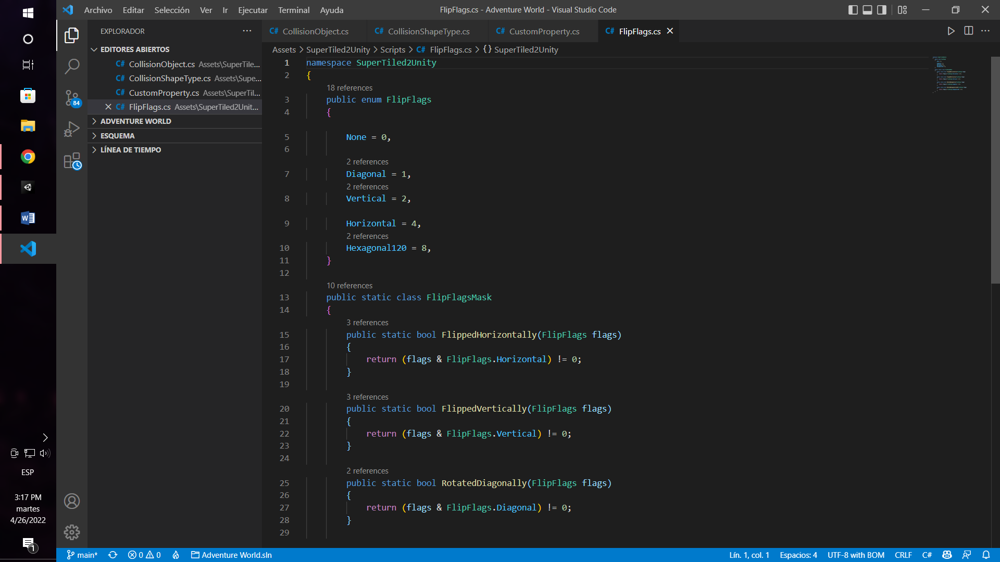 Archivo Editar Selección Ver Ir Ejecutar Terminal Ayuda
FlipFlags.cs - Adventure World - Visual Studio Code
EXPLORADOR
EDITORES ABIERTOS
C# CollisionObject.cs Assets\SuperTile...
C# CollisionShapeType.cs Assets\Supe...
C# CustomProperty.cs Assets\SuperTil...
C# FlipFlags.cs Assets\SuperTiled2Unit...
ADVENTURE WORLD
ESQUEMA
LÍNEA DE TIEMPO
84
C# CollisionObject.cs C# CollisionShapeType.cs C# CustomProperty.cs C# FlipFlags.cs
Assets > SuperTiled2Unity > Scripts > C# FlipFlags.cs > {} SuperTiled2Unity
1 namespace SuperTiled2Unity
2 {
18 references
3 public enum FlipFlags
4 {
5 None = 0,
6
2 references
7 Diagonal = 1,
2 references
8 Vertical = 2,
9 Horizontal = 4,
2 references
10 Hexagonal120 = 8,
11 }
12
10 references
13 public static class FlipFlagsMask
14 {
3 references
15 public static bool FlippedHorizontally(FlipFlags flags)
16 {
17 return (flags & FlipFlags.Horizontal) != 0;
18 }
19
3 references
20 public static bool FlippedVertically(FlipFlags flags)
21 {
22 return (flags & FlipFlags.Vertical) != 0;
23 }
24
2 references
25 public static bool RotatedDiagonally(FlipFlags flags)
26 {
27 return (flags & FlipFlags.Diagonal) != 0;
28 }
29
ESP
3:17 PM
martes
4/26/2022
1
main* 0 0 Adventure World.sln
Lín. 1, col. 1 Espacios: 4 UTF-8 with BOM CRLF C#